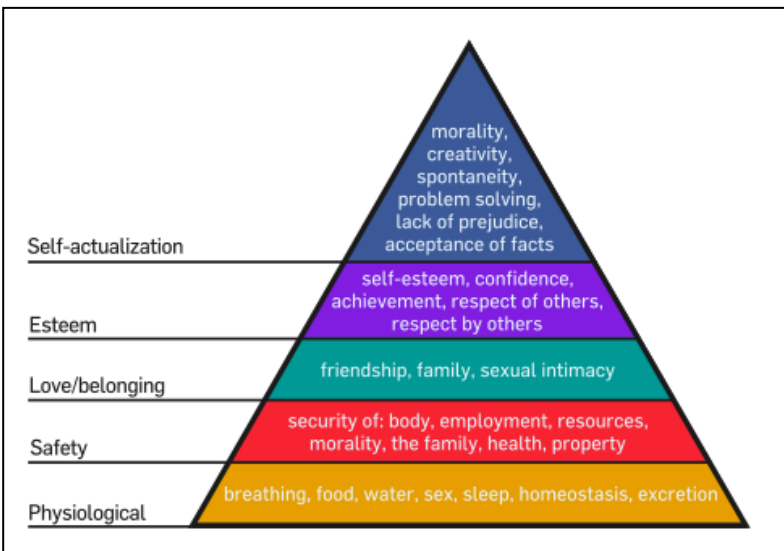 morality,
creativity,
spontaneity,
problem solving,
lack of prejudice,
acceptance of facts
Self-actualization
self-esteem, confidence,
achievement, respect of others,
respect by others
Esteem
friendship, family, sexual intimacy
Love/belonging
security of: body, employment, resources,
morality, the family, health, property
Safety
breathing, food, water, sex, sleep, homeostasis, excretion
Physiological